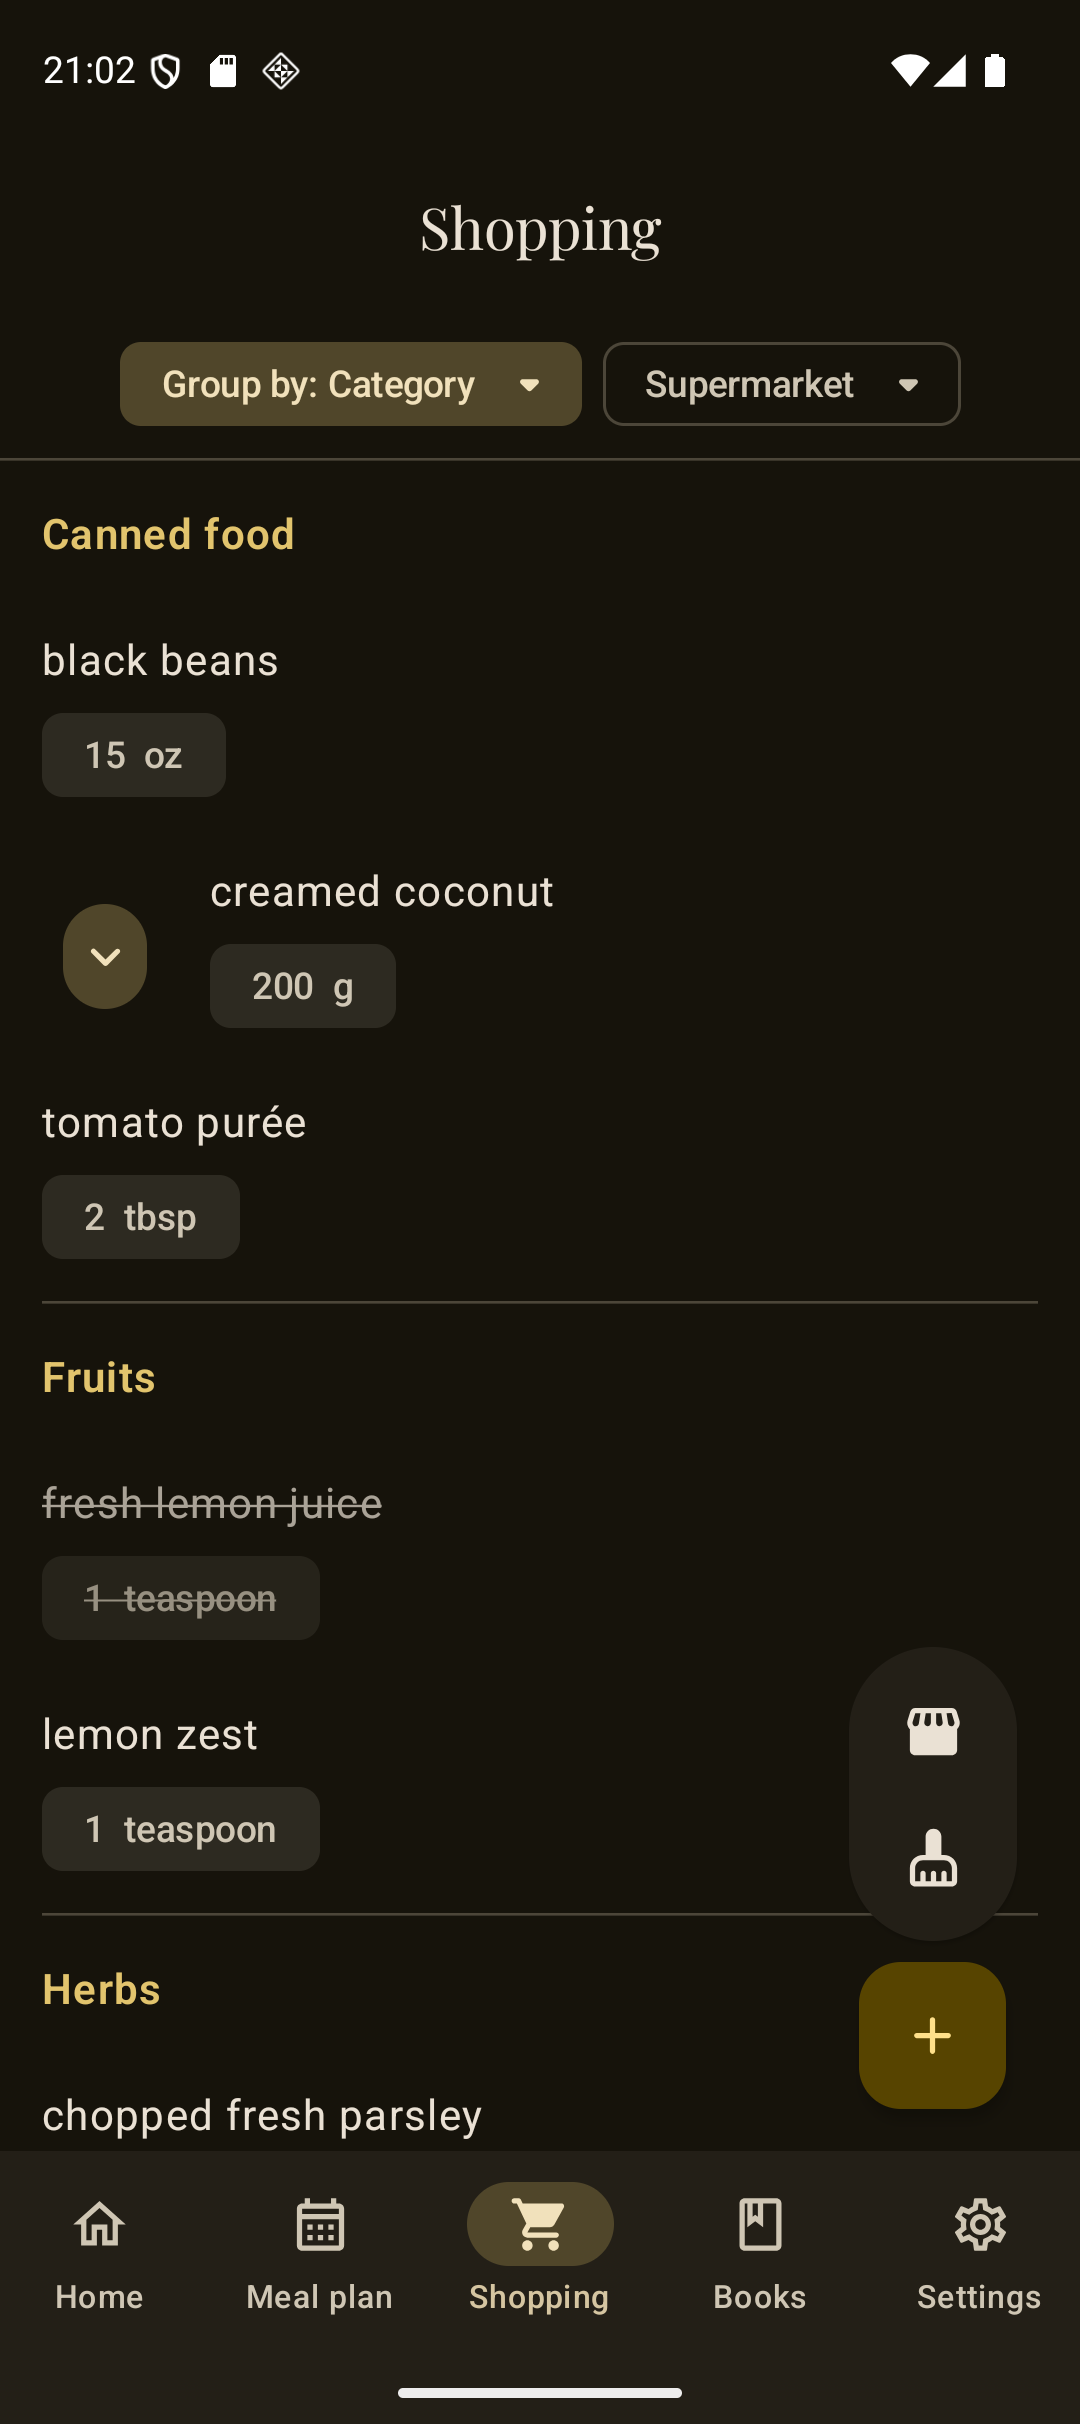 21:02
Shopping
Group by: Category
Supermarket
Canned food
black beans
15 oz
creamed coconut
200 g
tomato purée
2 tbsp
Fruits
fresh lemon juice
1 teaspoon
lemon zest
1 teaspoon
Herbs
chopped fresh parsley
Home
Meal plan
Shopping
Books
Settings